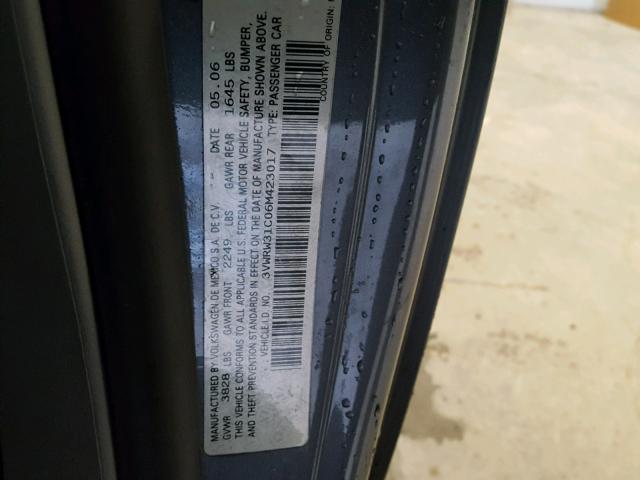 MANUFACTURED BY VOLKSWAGEN DE MEXICO S.A. DE C.V. DATE 05.06
GVWR 3828 LBS GAWR FRONT 2249 LBS GAWR REAR 1645 LBS
THIS VEHICLE CONFORMS TO ALL APPLICABLE U.S. FEDERAL MOTOR VEHICLE SAFETY, BUMPER,
AND THEFT PREVENTION STANDARDS IN EFFECT ON THE DATE OF MANUFACTURE SHOWN ABOVE.
VEHICLE I.D. NO. 3VWRW31C06M423017 TYPE: PASSENGER CAR
COUNTRY OF ORIGIN: